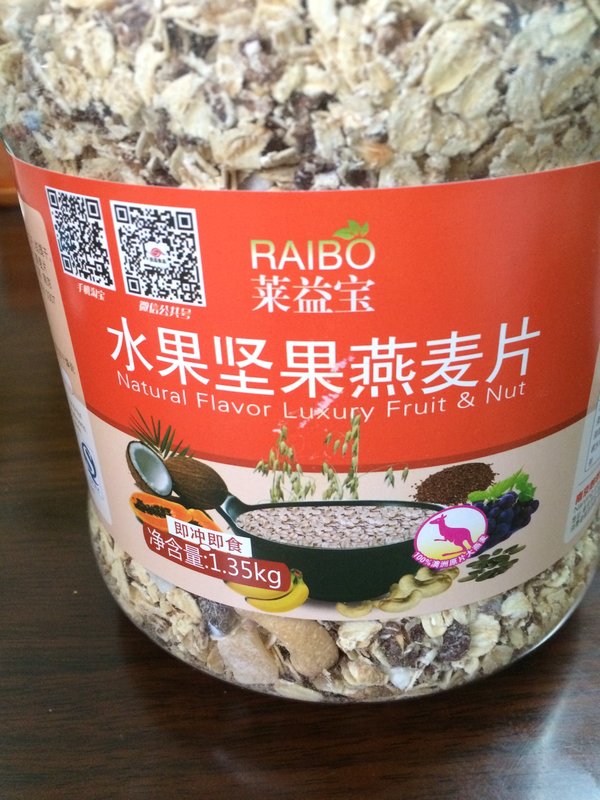 手机淘宝
微信公共号
RAIBO
莱益宝
水果坚果燕麦片
Natural Flavor Luxury Fruit & Nut
即冲即食
净含量:1.35kg